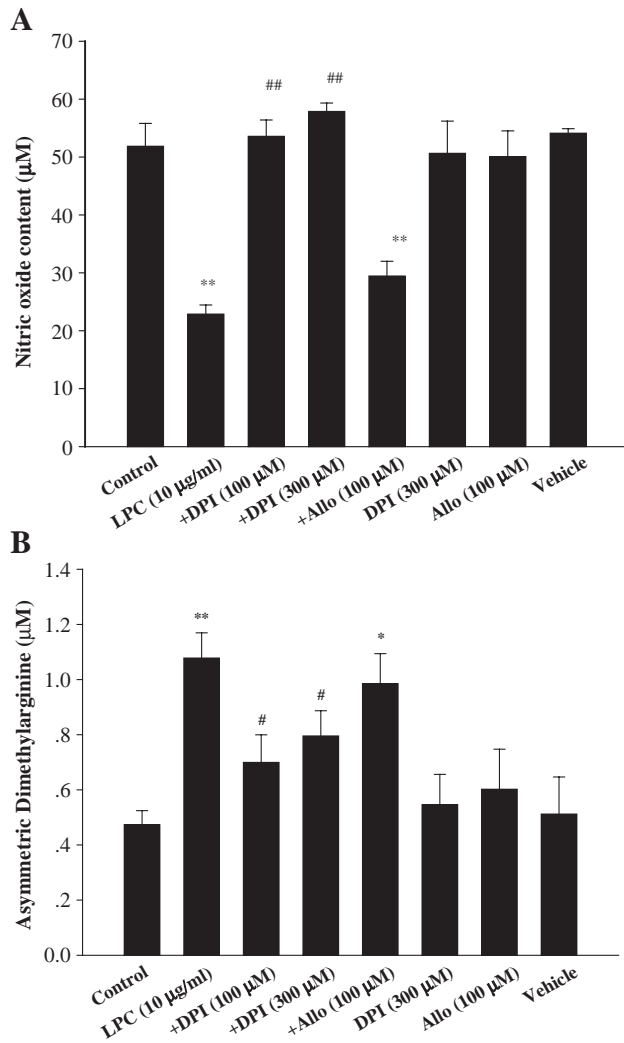 A
Nitric oxide content (μM)
70
60
50
40
30
20
10
0
**
##
##
**
Control
LPC (10 μg/ml)
+DPI (100 μM)
+DPI (300 μM)
+Allo (100 μM)
DPI (300 μM)
Allo (100 μM)
Vehicle
B
Asymmetric Dimethylarginine (μM)
1.4
1.2
1.0
.8
.6
.4
.2
0.0
**
#
#
*
Control
LPC (10 μg/ml)
+DPI (100 μM)
+DPI (300 μM)
+Allo (100 μM)
DPI (300 μM)
Allo (100 μM)
Vehicle